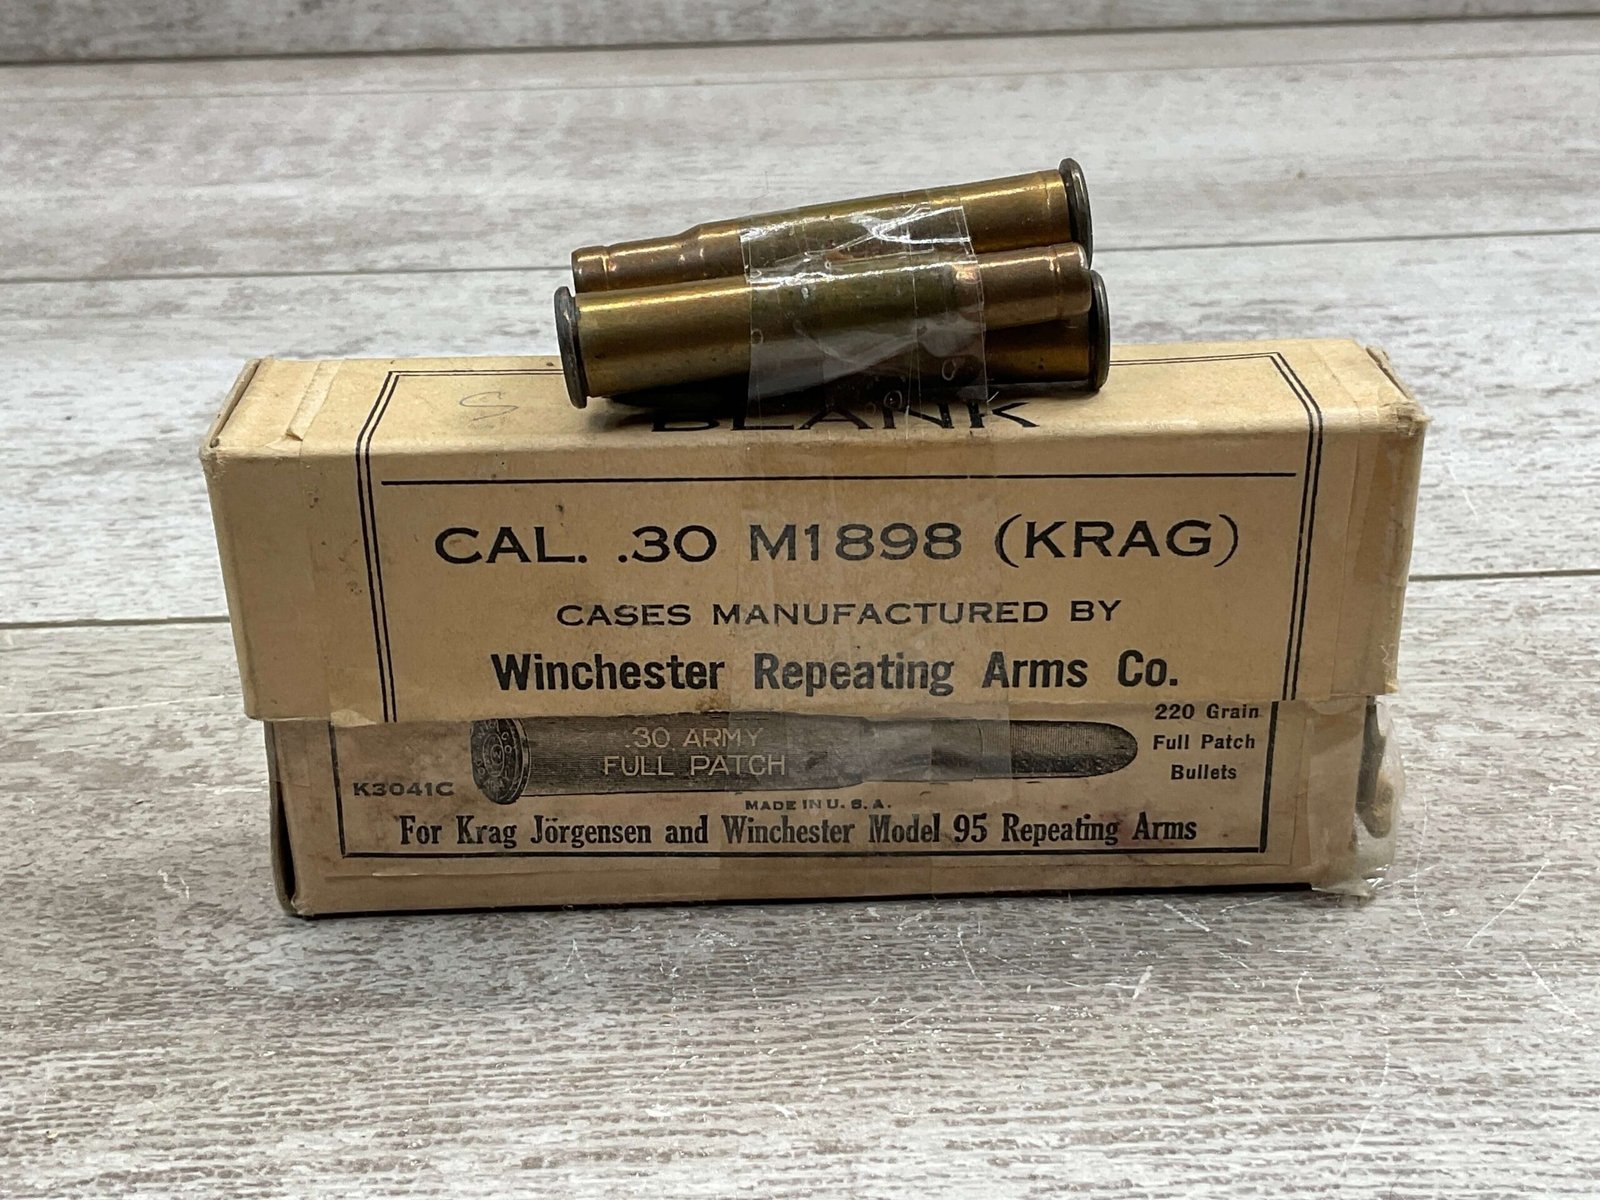 S
BLANK
CAL. .30 M1898 (KRAG)
CASES MANUFACTURED BY
Winchester Repeating Arms Co.
220 Grain
Full Patch
Bullets
.30 ARMY
FULL PATCH
K3041C
MADE IN U. S. A.
For Krag Jörgensen and Winchester Model 95 Repeating Arms